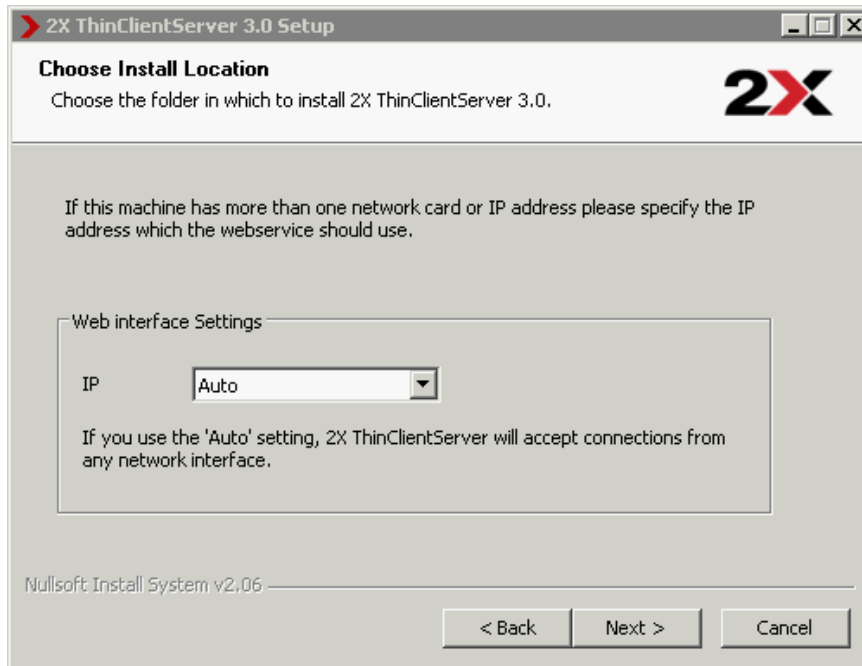 2X ThinClientServer 3.0 Setup
Choose Install Location
Choose the folder in which to install 2X ThinClientServer 3.0.
2X
If this machine has more than one network card or IP address please specify the IP
address which the webservice should use.
Web interface Settings
IP
Auto
If you use the 'Auto' setting, 2X ThinClientServer will accept connections from
any network interface.
Nullsoft Install System v2.06
< Back
Next >
Cancel